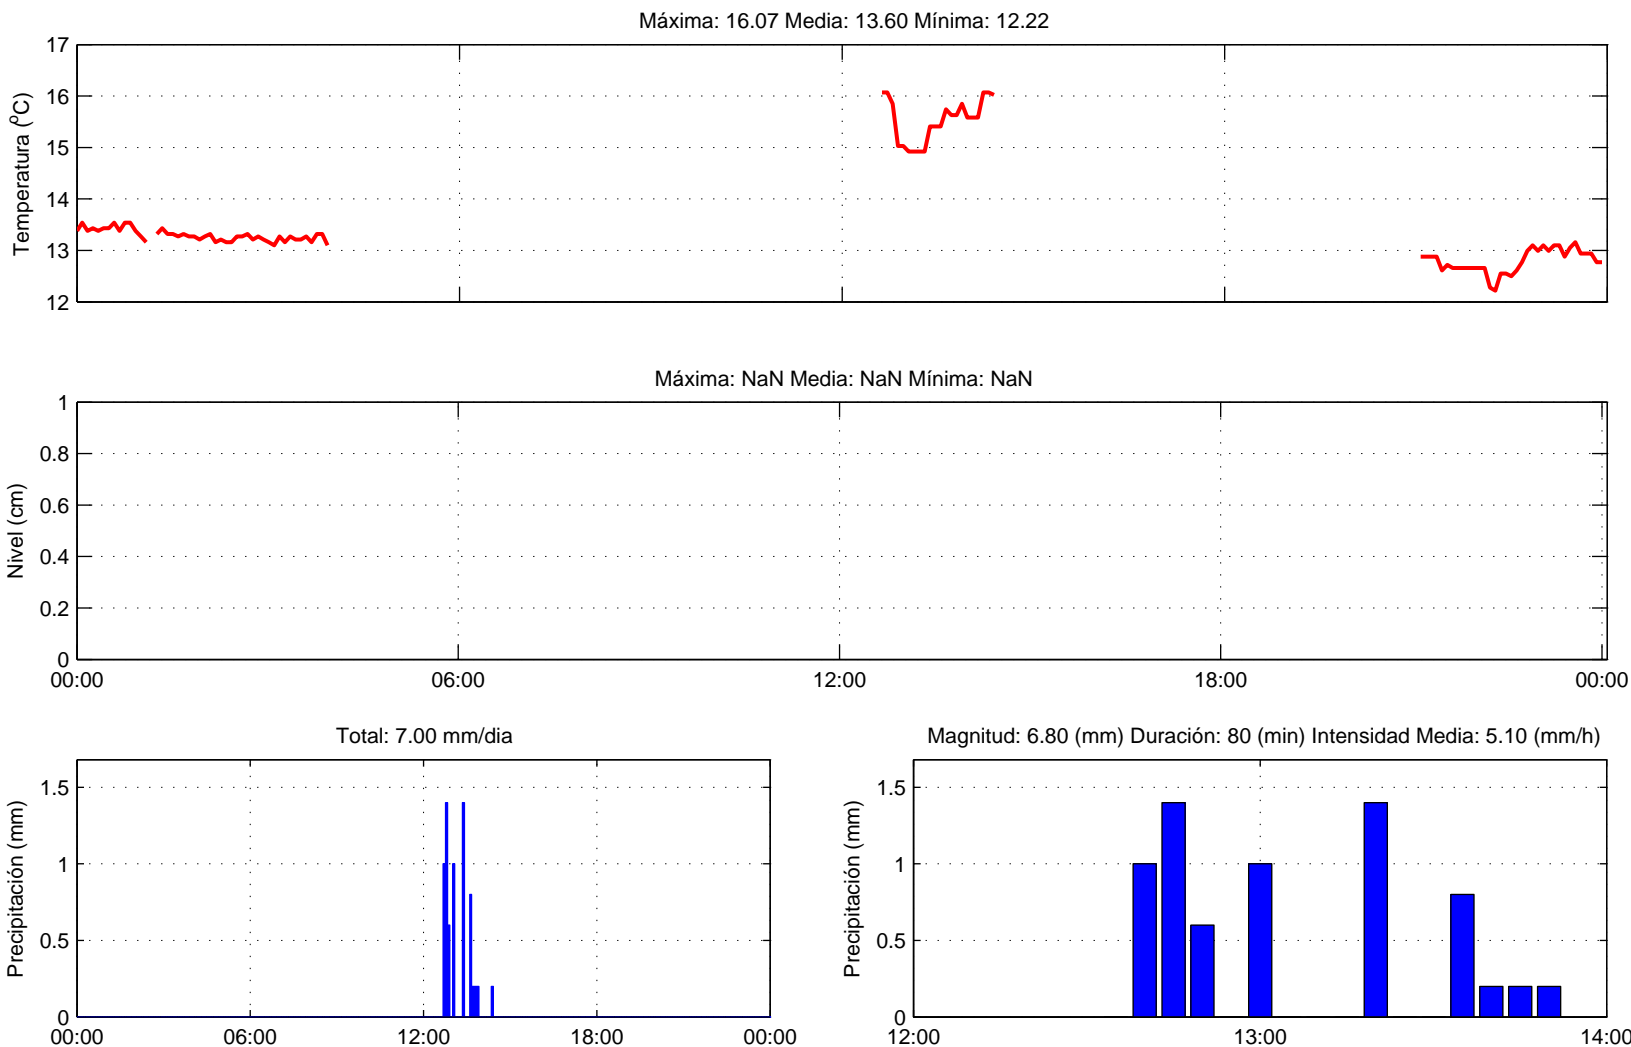 Máxima: 16.07 Media: 13.60 Mínima: 12.22
Temperatura (ºC)
17
16
15
14
13
12
Máxima: NaN Media: NaN Mínima: NaN
Nivel (cm)
1
0.8
0.6
0.4
0.2
0
00:00 06:00 12:00 18:00 00:00
Total: 7.00 mm/dia
Precipitación (mm)
1.5
1
0.5
0
00:00 06:00 12:00 18:00 00:00
Magnitud: 6.80 (mm) Duración: 80 (min) Intensidad Media: 5.10 (mm/h)
Precipitación (mm)
1.5
1
0.5
0
12:00 13:00 14:00